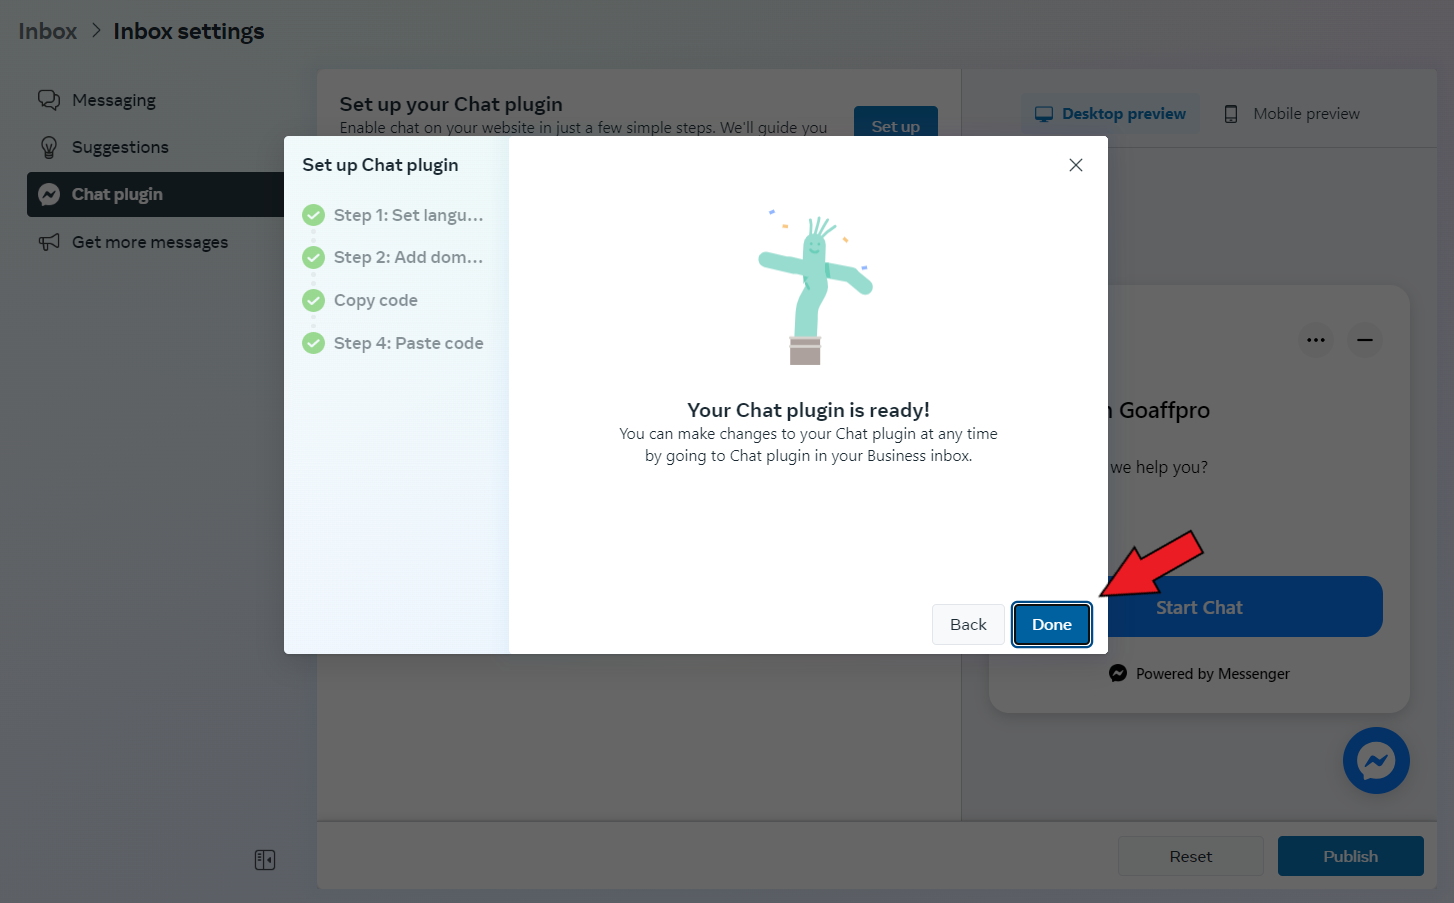 Inbox > Inbox settings
Messaging
Suggestions
Chat plugin
Get more messages
Set up your Chat plugin
Enable chat on your website in just a few simple steps. We'll guide you
Set up
Desktop preview
Mobile preview
Set up Chat plugin
Step 1: Set langu...
Step 2: Add dom...
Copy code
Step 4: Paste code
Your Chat plugin is ready!
You can make changes to your Chat plugin at any time
by going to Chat plugin in your Business inbox.
Back
Done
Goaffpro
we help you?
Start Chat
Powered by Messenger
Reset
Publish